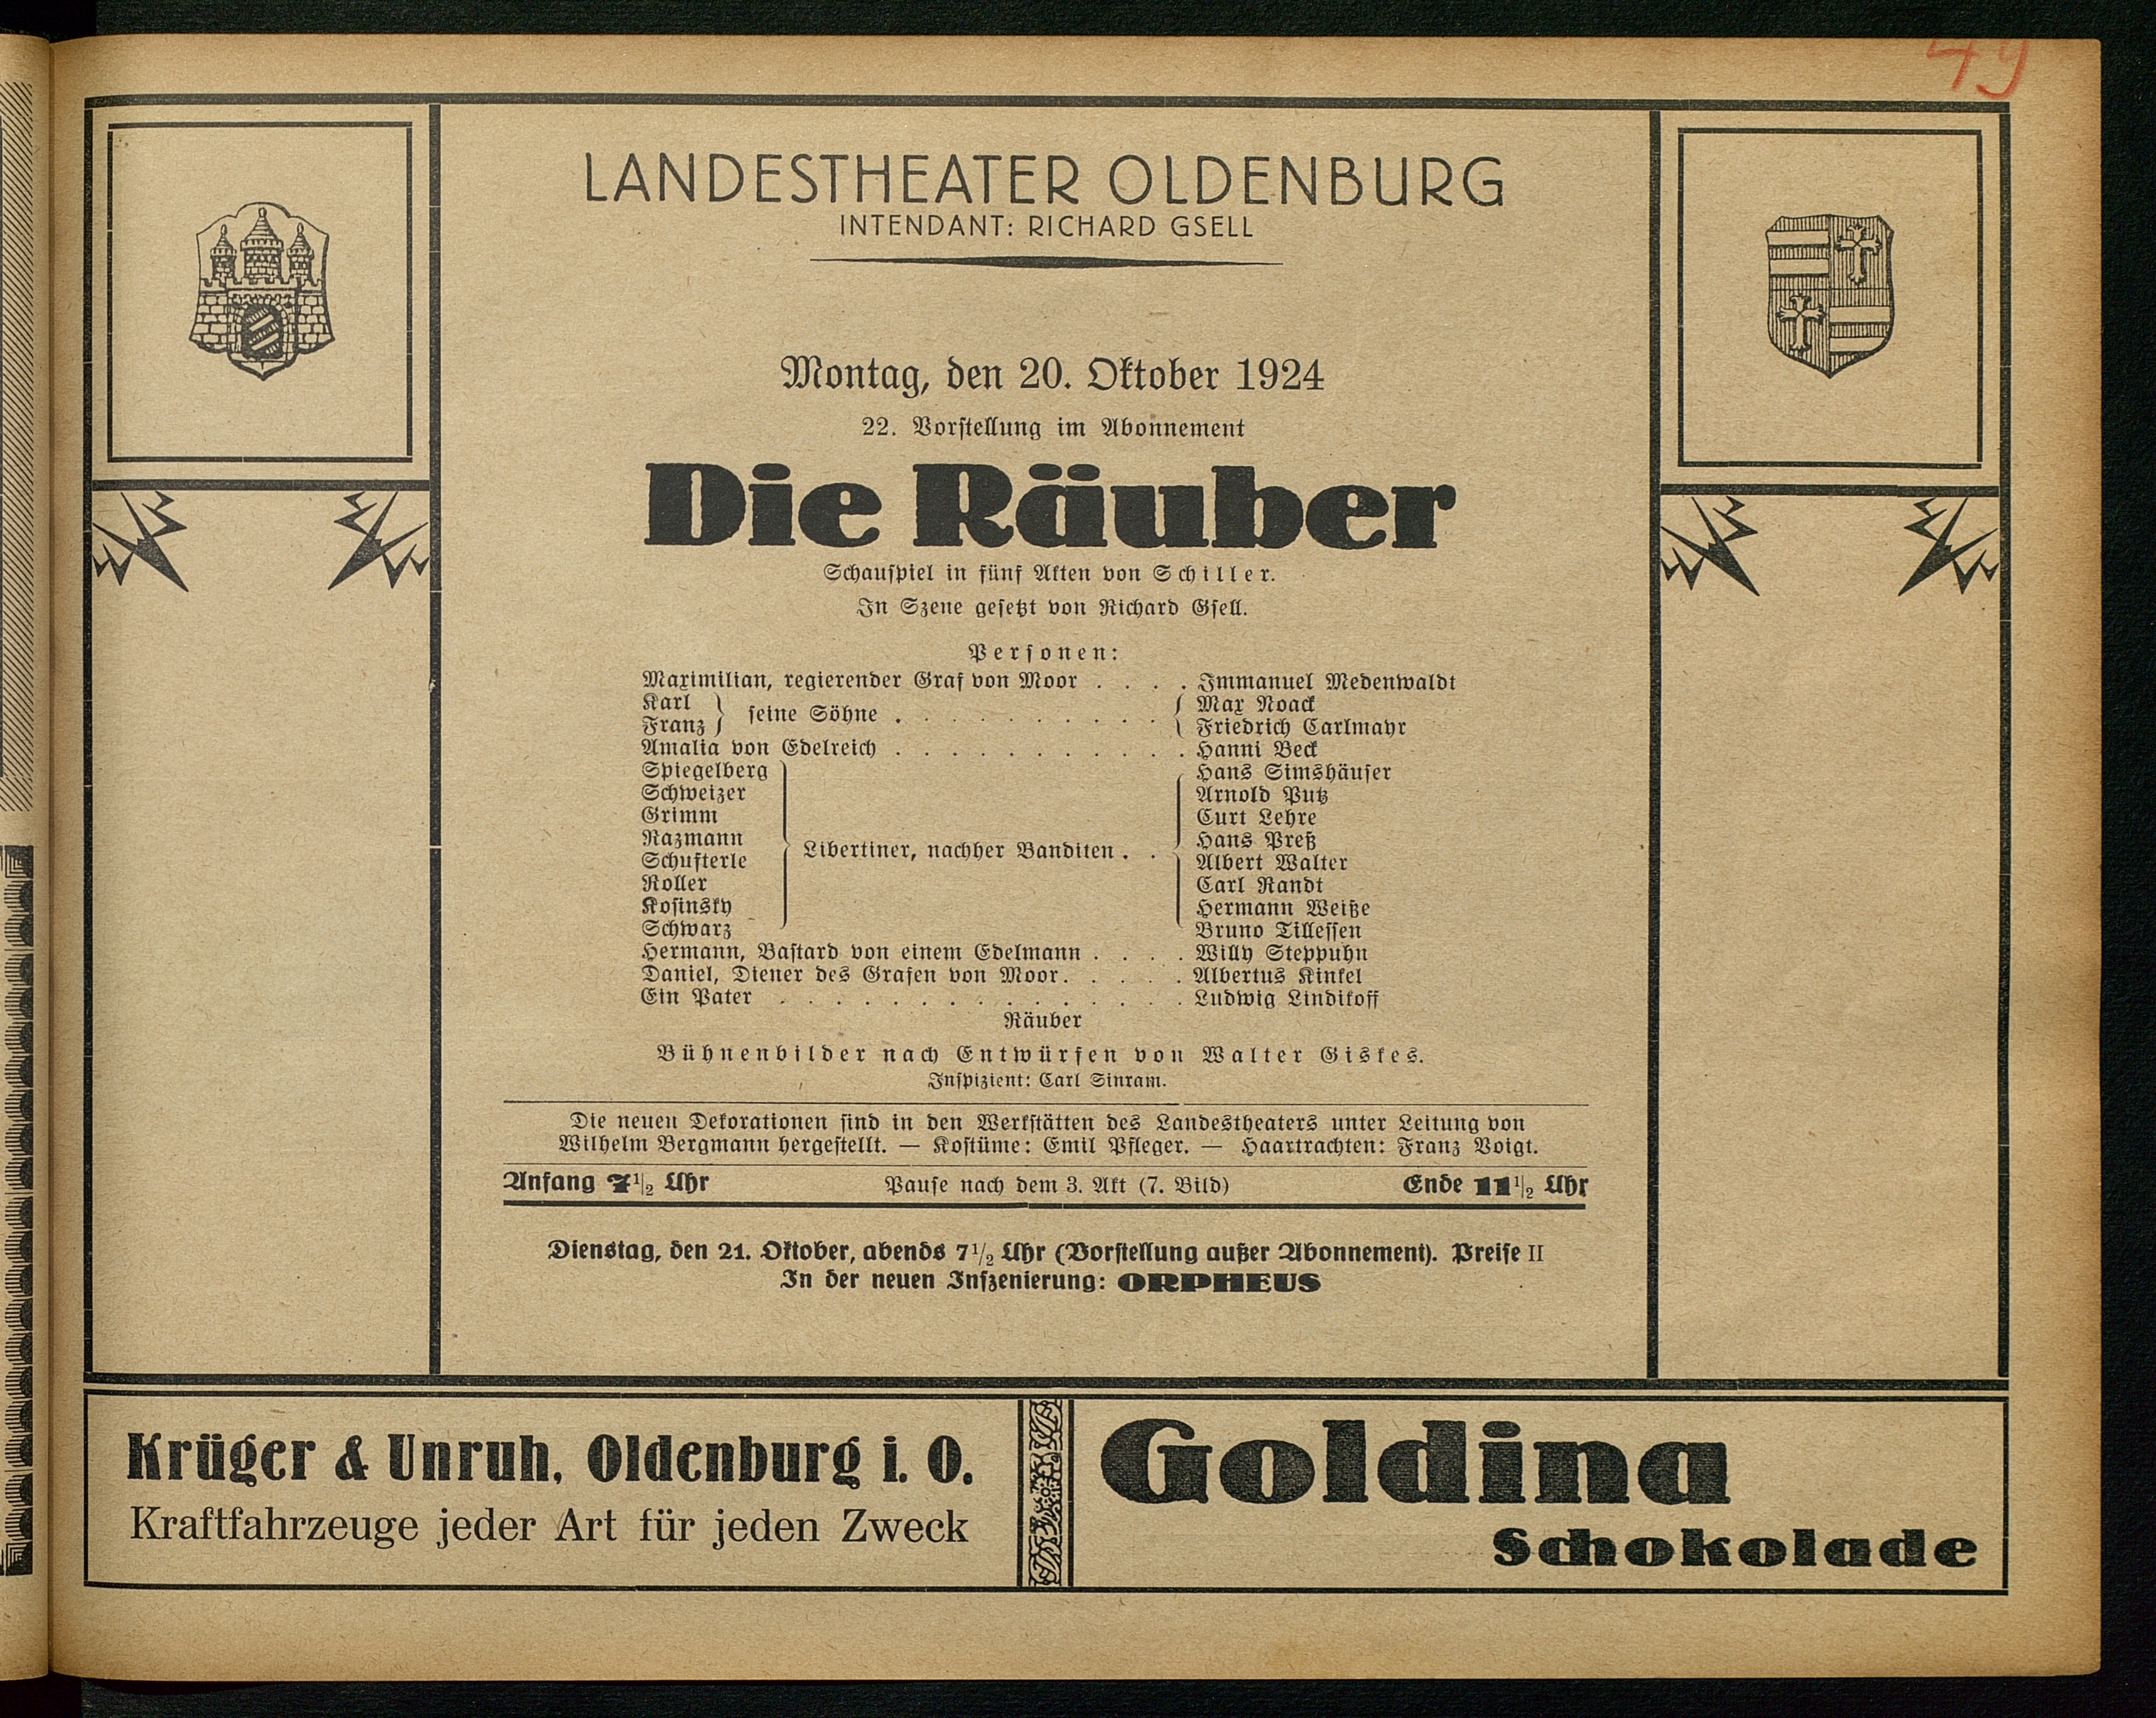 49
LANDESTHEATER OLDENBURG
INTENDANT: RICHARD GSELL
Montag, den 20. Oktober 1924
22. Vorstellung im Abonnement
Die Räuber
Schauspiel in fünf Akten von Schiller.
In Szene gesetzt von Richard Gsell.
Personen:
Maximilian, regierender Graf von Moor . . . . Immanuel Medenwaldt
Karl } seine Söhne . . . . . . . . . . { Max Noack
Franz } { Friedrich Carlmayr
Amalia von Edelreich . . . . . . . . . . . Hanni Beck
Spiegelberg Hans Simshäuser
Schweizer Arnold Putz
Grimm Curt Lehre
Razmann Hans Preß
Libertiner, nachher Banditen . .
Schufterle Albert Walter
Roller Carl Randt
Kosinsky Hermann Weiße
Schwarz Bruno Tillessen
Hermann, Bastard von einem Edelmann . . . . Willy Steppuhn
Daniel, Diener des Grafen von Moor . . . . . Albertus Kinkel
Ein Pater . . . . . . . . . . . . . . . Ludwig Lindikoff
Räuber
Bühnenbilder nach Entwürfen von Walter Giskes.
Inspizient: Carl Sinram.
Die neuen Dekorationen sind in den Werkstätten des Landestheaters unter Leitung von
Wilhelm Bergmann hergestellt. — Kostüme: Emil Pfleger. — Haartrachten: Franz Voigt.
Anfang 7 1/2 Uhr Pause nach dem 3. Akt (7. Bild) Ende 11 1/2 Uhr
Dienstag, den 21. Oktober, abends 7 1/2 Uhr (Vorstellung außer Abonnement). Preise II
In der neuen Inszenierung: ORPHEUS
Krüger & Unruh, Oldenburg i. O.
Kraftfahrzeuge jeder Art für jeden Zweck
Goldina
Schokolade